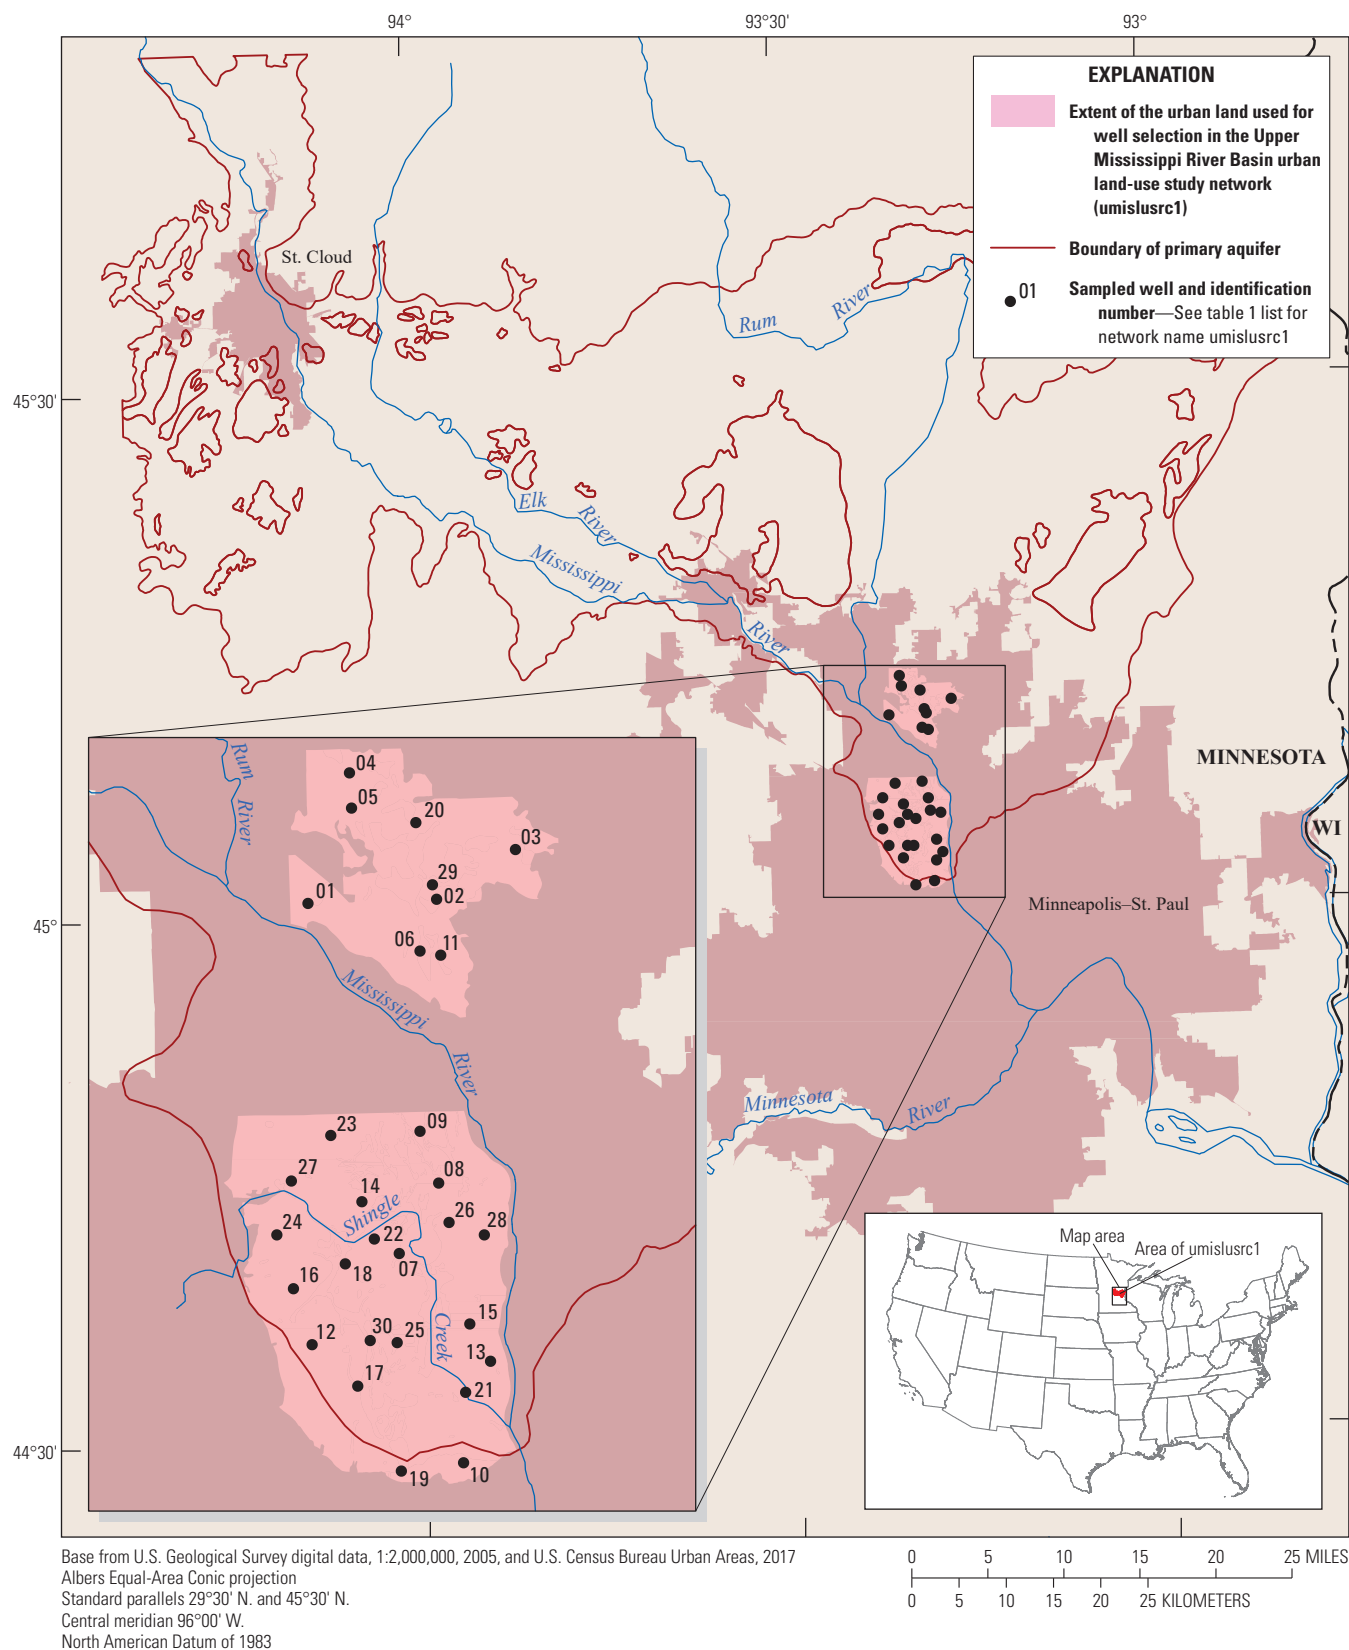 94°
93°30'
93°
EXPLANATION
Extent of the urban land used for
well selection in the Upper
Mississippi River Basin urban
land-use study network
(umislusrc1)
Boundary of primary aquifer
01
Sampled well and identification
number—See table 1 list for
network name umislusrc1
St. Cloud
Rum
River
45°30'
Elk
River
Mississippi
River
MINNESOTA
WI
Minneapolis–St. Paul
45°
Minnesota
River
Rum
River
04
05
20
03
29
02
01
06
11
Mississippi
River
23
09
27
08
14
Shingle
26
28
24
22
07
18
16
15
Creek
30
25
12
13
17
21
19
10
44°30'
Map area
Area of umislusrc1
Base from U.S. Geological Survey digital data, 1:2,000,000, 2005, and U.S. Census Bureau Urban Areas, 2017
Albers Equal-Area Conic projection
Standard parallels 29°30' N. and 45°30' N.
Central meridian 96°00' W.
North American Datum of 1983
0 5 10 15 20 25 MILES
0 5 10 15 20 25 KILOMETERS